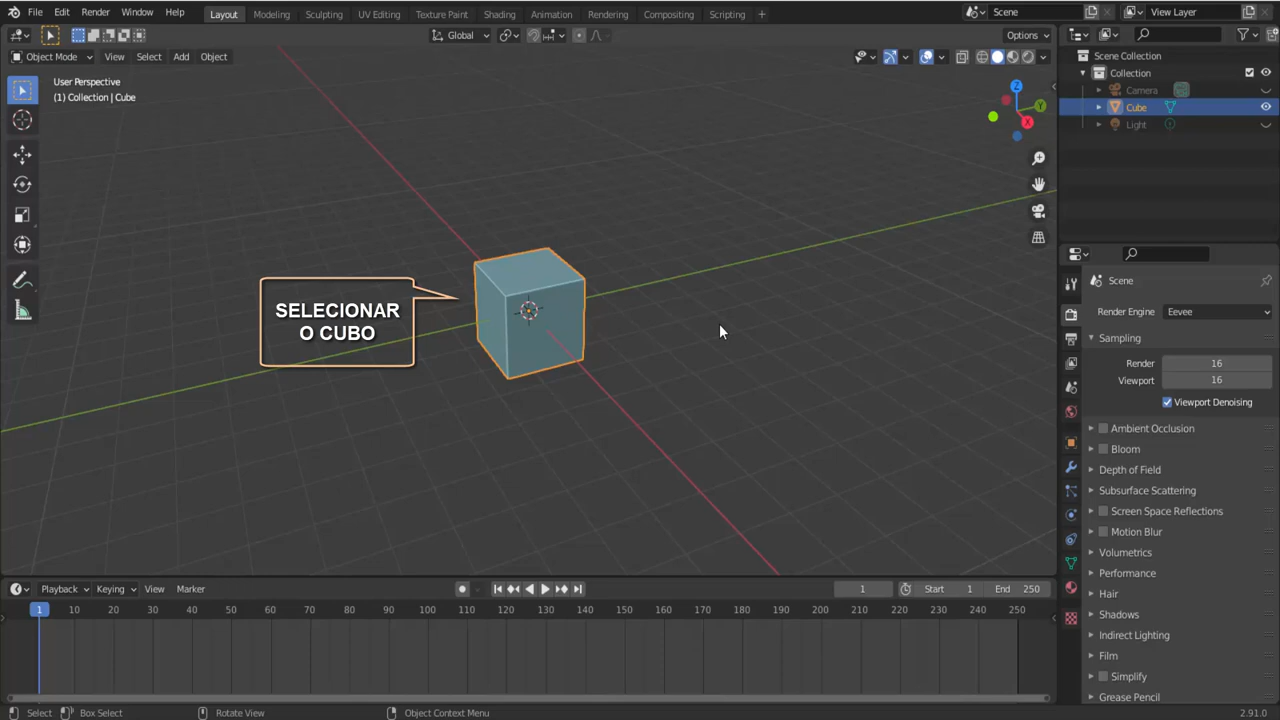 File Edit Render Window Help
Layout Modeling Sculpting UV Editing Texture Paint Shading Animation Rendering Compositing Scripting +
Scene
View Layer
Global
Options
Object Mode View Select Add Object
User Perspective
(1) Collection | Cube
Z
Y
X
SELECIONAR
O CUBO
Scene Collection
Collection
Camera
Cube
Light
Scene
Render Engine Eevee
Sampling
Render 16
Viewport 16
Viewport Denoising
Ambient Occlusion
Bloom
Depth of Field
Subsurface Scattering
Screen Space Reflections
Motion Blur
Volumetrics
Performance
Hair
Shadows
Indirect Lighting
Film
Simplify
Grease Pencil
Playback Keying View Marker
1 Start 1 End 250
1 10 20 30 40 50 60 70 80 90 100 110 120 130 140 150 160 170 180 190 200 210 220 230 240 250
Select Box Select Rotate View Object Context Menu 2.91.0